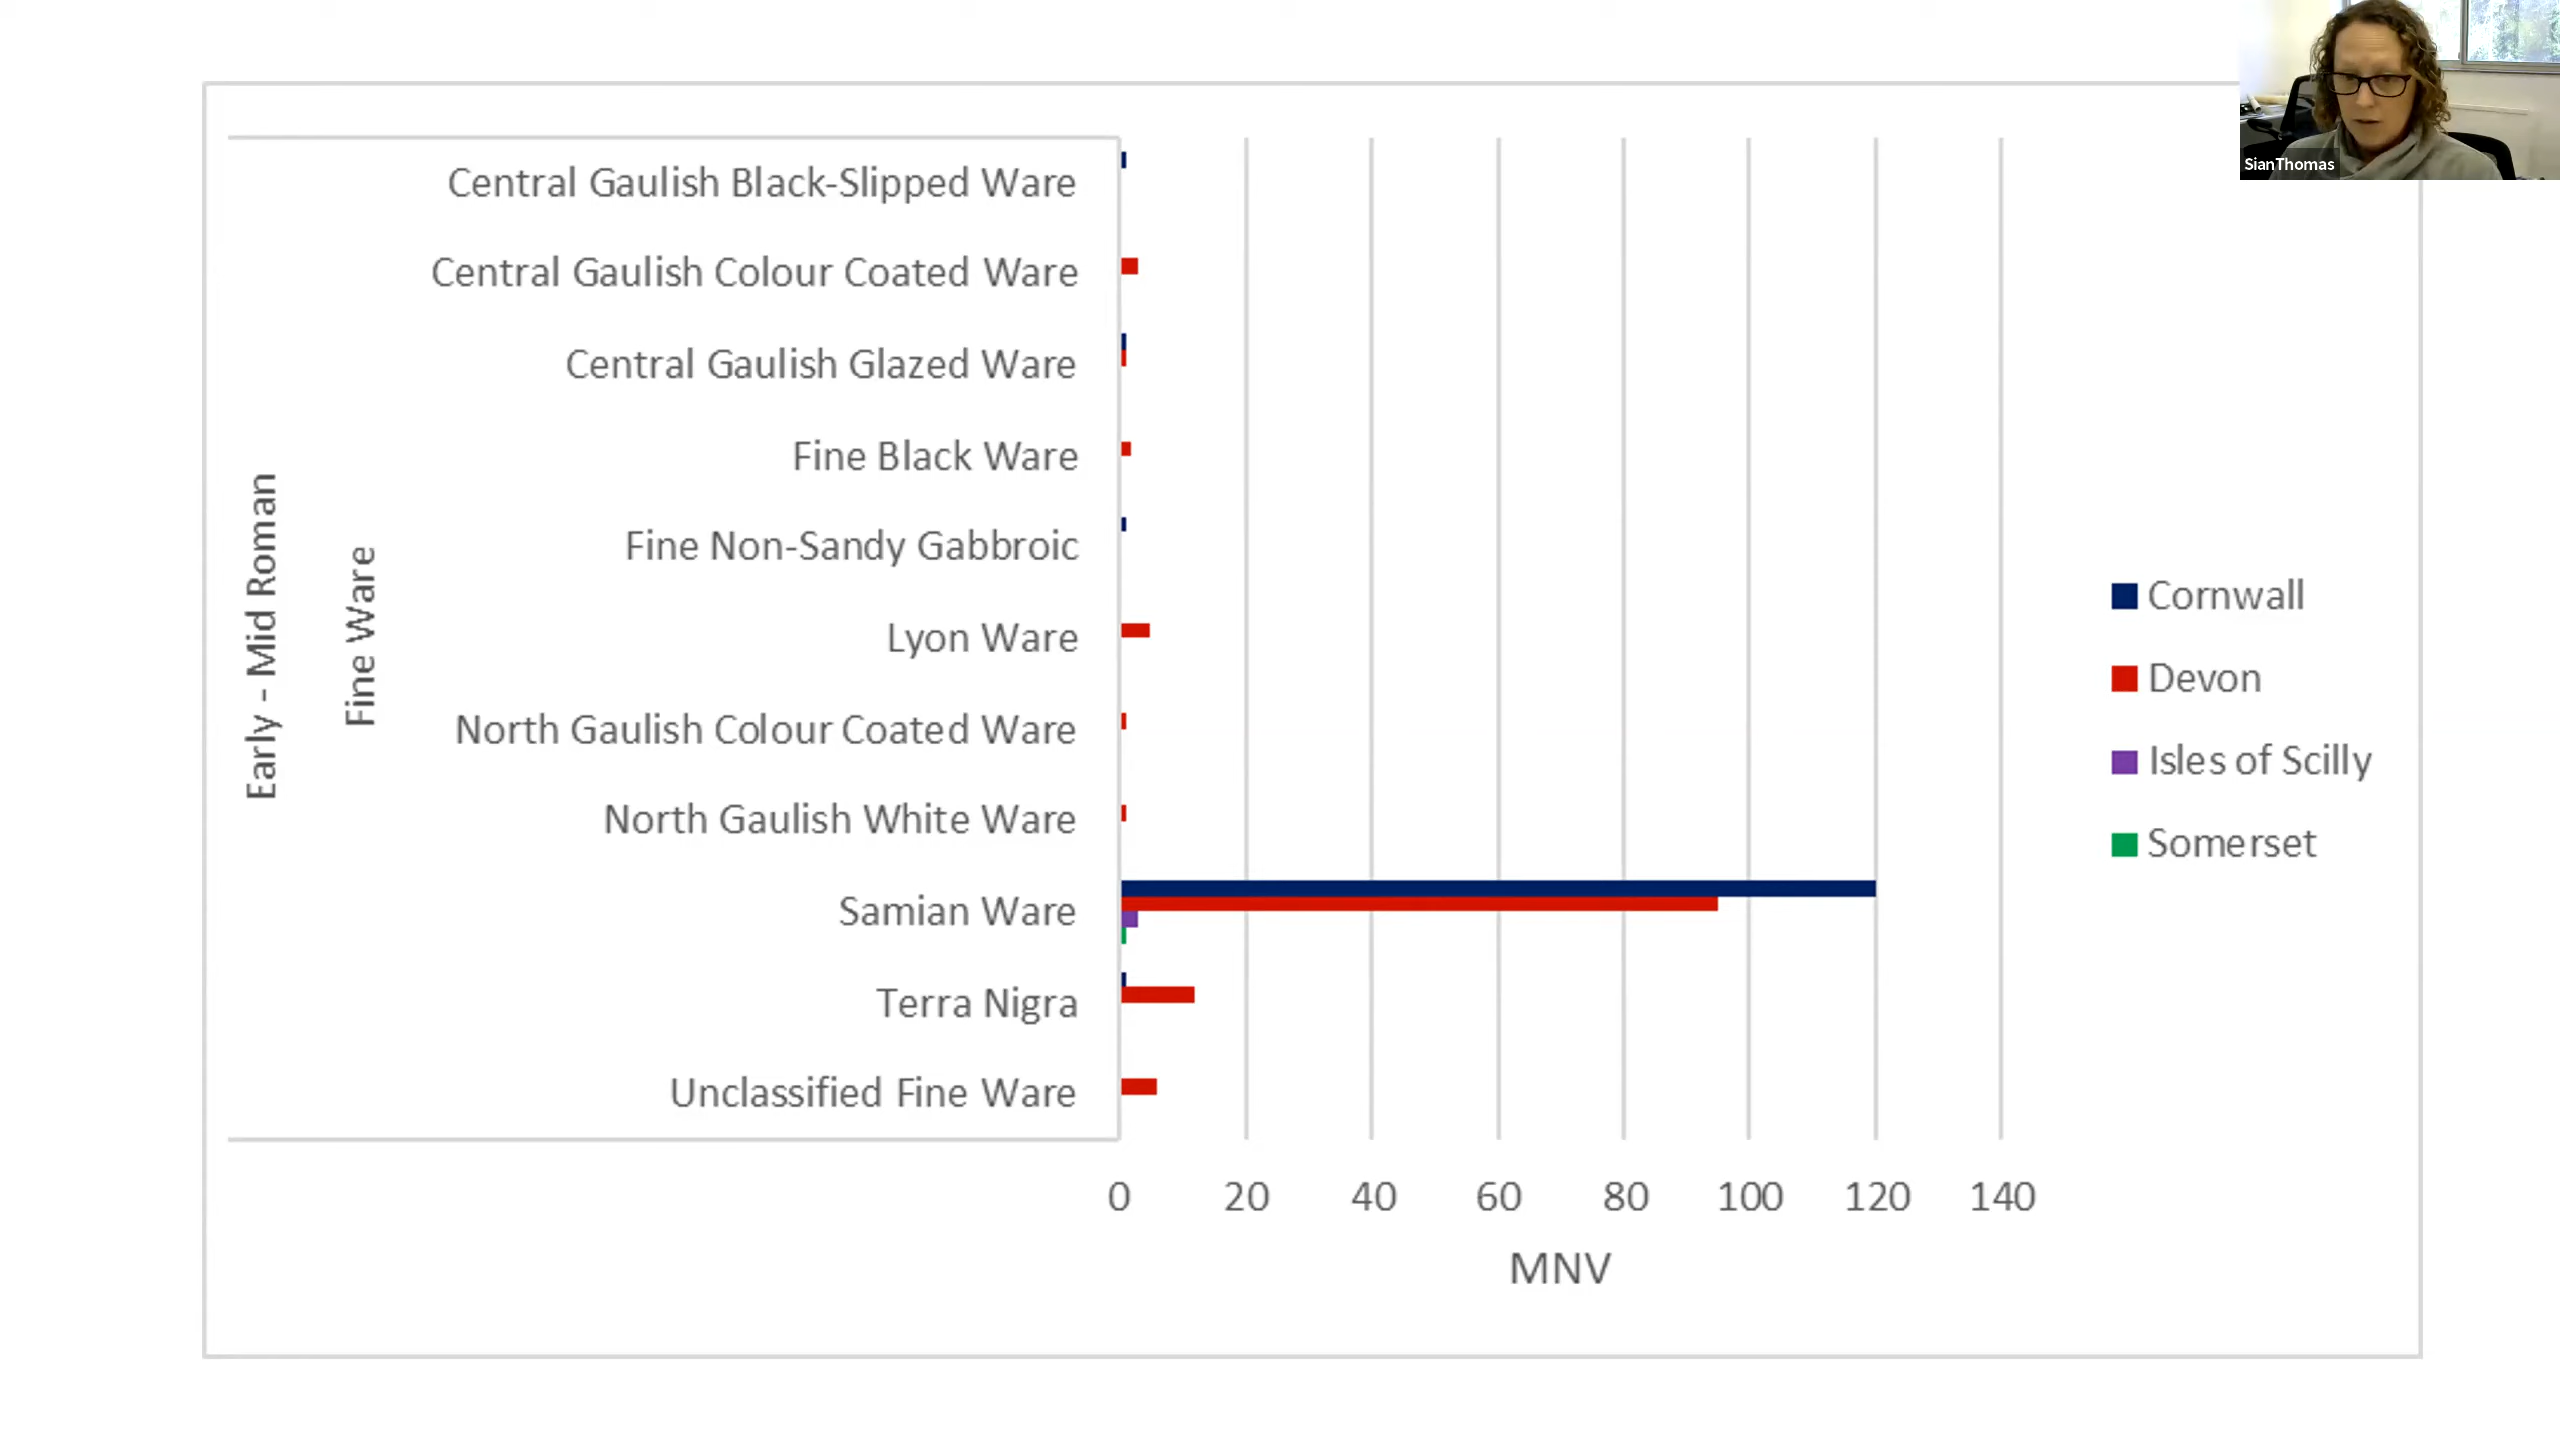 SianThomas
Early - Mid Roman
Fine Ware
Central Gaulish Black-Slipped Ware
Central Gaulish Colour Coated Ware
Central Gaulish Glazed Ware
Fine Black Ware
Fine Non-Sandy Gabbroic
Lyon Ware
North Gaulish Colour Coated Ware
North Gaulish White Ware
Samian Ware
Terra Nigra
Unclassified Fine Ware
0 20 40 60 80 100 120 140
MNV
Cornwall
Devon
Isles of Scilly
Somerset